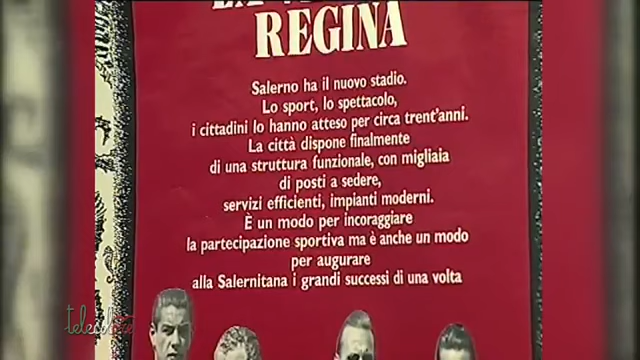 REGINA
Salerno ha il nuovo stadio.
Lo sport, lo spettacolo,
i cittadini lo hanno atteso per circa trent'anni.
La città dispone finalmente
di una struttura funzionale, con migliaia
di posti a sedere,
servizi efficienti, impianti moderni.
È un modo per incoraggiare
la partecipazione sportiva ma è anche un modo
per augurare
alla Salernitana i grandi successi di una volta